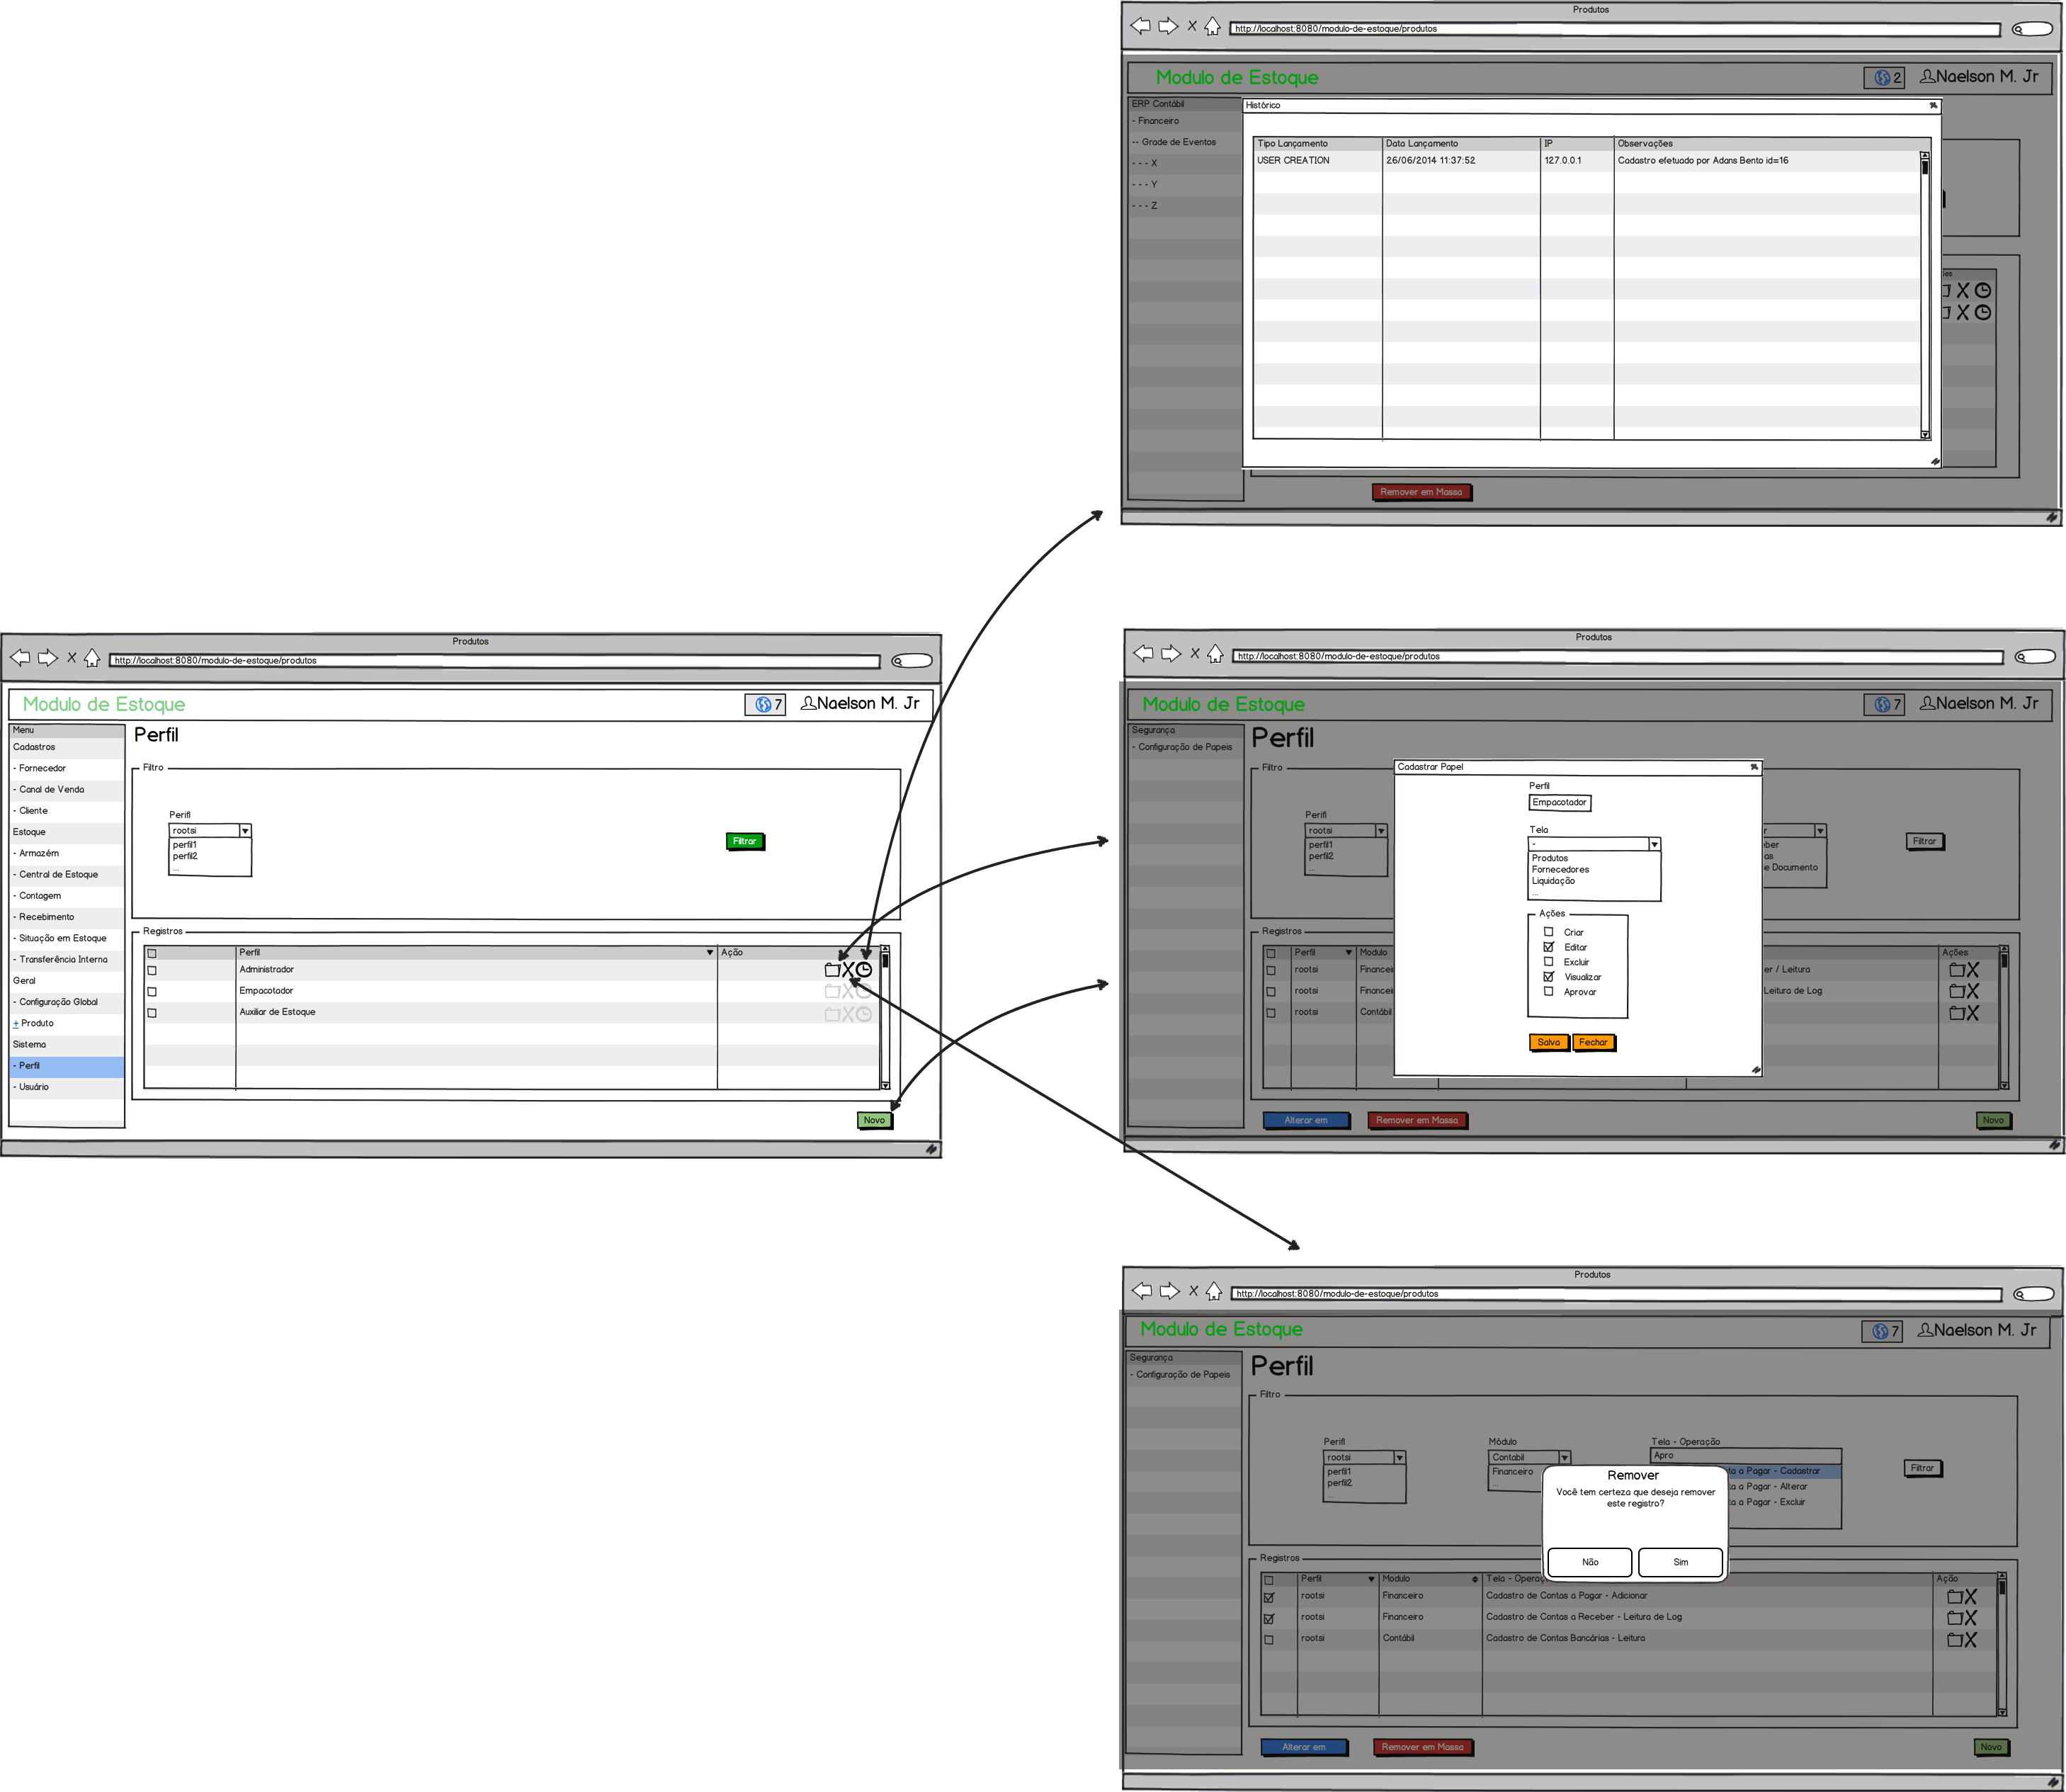 Produtos
http://localhost:8080/modulo-de-estoque/produtos
Modulo de Estoque
2
Naelson M. Jr
ERP Contábil
- Financeiro
-- Grade de Eventos
- - - X
- - - Y
- - - Z
Histórico
Tipo Lançamento Data Lançamento IP Observações
USER CREATION 26/06/2014 11:37:52 127.0.0.1 Cadastro efetuado por Adans Bento id=16
Remover em Massa
Produtos
http://localhost:8080/modulo-de-estoque/produtos
Modulo de Estoque
7
Naelson M. Jr
Menu
Cadastros
- Fornecedor
- Canal de Venda
- Cliente
Estoque
- Armazém
- Central de Estoque
- Contagem
- Recebimento
- Situação em Estoque
- Transferência Interna
Geral
- Configuração Global
+ Produto
Sistema
- Perfil
- Usuário
Perfil
Filtro
Perifl
rootsi
perfil1
perfil2
...
Filtrar
Registros
Perfil Ação
Administrador
Empacotador
Auxiliar de Estoque
Novo
Produtos
http://localhost:8080/modulo-de-estoque/produtos
Modulo de Estoque
7
Naelson M. Jr
Segurança
- Configuração de Papeis
Perfil
Filtro
Perifl
rootsi
perfil1
perfil2
...
Filtrar
e Documento
Cadastrar Papel
Perfil
Empacotador
Tela
-
Produtos
Fornecedores
Liquidação
...
Ações
Criar
Editar
Excluir
Visualizar
Aprovar
Salva Fechar
Registros
Perfil Modulo Ações
rootsi Financei er / Leitura
rootsi Financei Leitura de Log
rootsi Contábil
Alterar em Remover em Massa Novo
Produtos
http://localhost:8080/modulo-de-estoque/produtos
Modulo de Estoque
7
Naelson M. Jr
Segurança
- Configuração de Papeis
Perfil
Filtro
Perifl
rootsi
perfil1
perfil2
...
Módulo
Contabil
Financeiro
...
Tela - Operação
Apro
a Pagar - Cadastrar
a Pagar - Alterar
a Pagar - Excluir
Filtrar
Remover
Você tem certeza que deseja remover
este registro?
Não Sim
Registros
Perfil Modulo Tela - Operaç Ação
rootsi Financeiro Cadastro de Contas a Pagar - Adicionar
rootsi Financeiro Cadastro de Contas a Receber - Leitura de Log
rootsi Contábil Cadastro de Contas Bancárias - Leitura
Alterar em Remover em Massa Novo